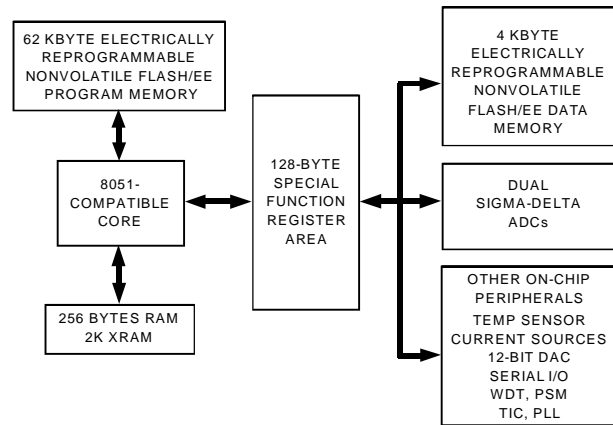 62 KBYTE ELECTRICALLY
REPROGRAMMABLE
NONVOLATILE FLASH/EE
PROGRAM MEMORY
8051-
COMPATIBLE
CORE
256 BYTES RAM
2K XRAM
128-BYTE
SPECIAL
FUNCTION
REGISTER
AREA
4 KBYTE
ELECTRICALLY
REPROGRAMMABLE
NONVOLATILE
FLASH/EE DATA
MEMORY
DUAL
SIGMA-DELTA
ADCs
OTHER ON-CHIP
PERIPHERALS
TEMP SENSOR
CURRENT SOURCES
12-BIT DAC
SERIAL I/O
WDT, PSM
TIC, PLL